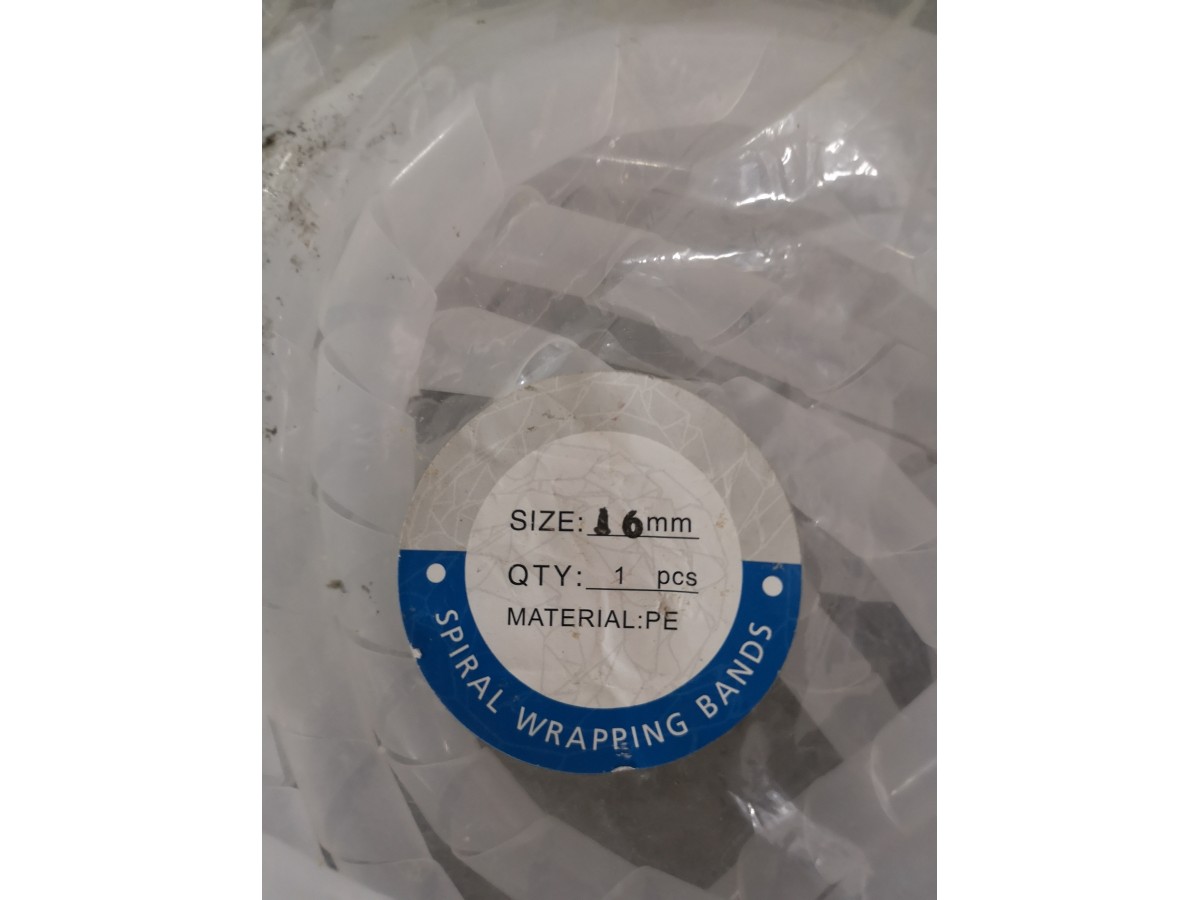 SIZE: 16mm
QTY: 1 pcs
MATERIAL:PE
SPIRAL WRAPPING BANDS